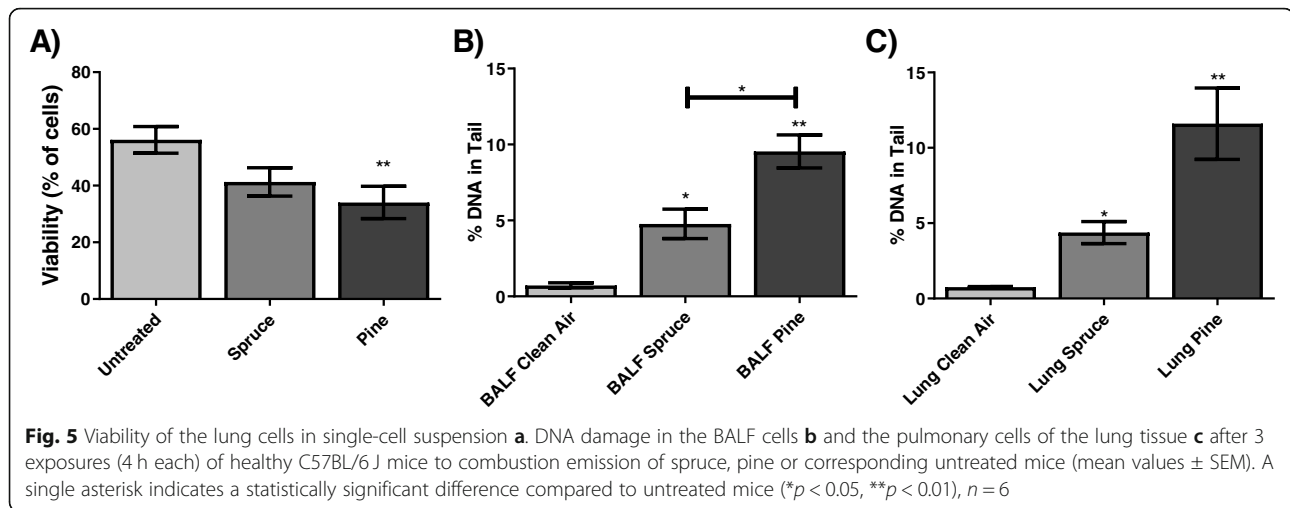 A)
Viability (% of cells)
80
60
40
20
0
**
Untreated
Spruce
Pine
B)
% DNA in Tail
15
10
5
0
*
*
**
BALF Clean Air
BALF Spruce
BALF Pine
C)
% DNA in Tail
15
10
5
0
*
**
Lung Clean Air
Lung Spruce
Lung Pine
Fig. 5 Viability of the lung cells in single-cell suspension a. DNA damage in the BALF cells b and the pulmonary cells of the lung tissue c after 3
exposures (4 h each) of healthy C57BL/6 J mice to combustion emission of spruce, pine or corresponding untreated mice (mean values ± SEM). A
single asterisk indicates a statistically significant difference compared to untreated mice (*p < 0.05, **p < 0.01), n = 6